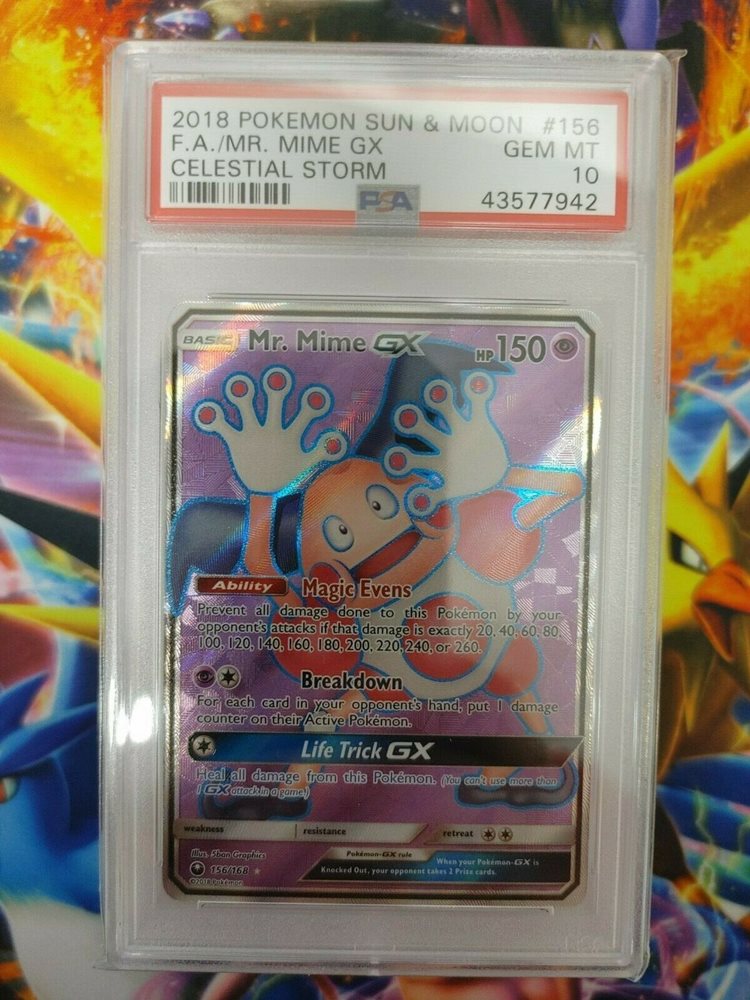 2018 POKEMON SUN & MOON #156
F.A./MR. MIME GX GEM MT
CELESTIAL STORM 10
PSA 43577942
BASIC Mr. Mime GX HP 150
Ability Magic Evens
Prevent all damage done to this Pokémon by your
opponent's attacks if that damage is exactly 20, 40, 60, 80,
100, 120, 140, 160, 180, 200, 220, 240, or 260.
Breakdown
For each card in your opponent's hand, put 1 damage
counter on their Active Pokémon.
Life Trick GX
Heal all damage from this Pokémon. (You can't use more than
1 GX attack in a game.)
weakness resistance retreat
Illus. 5ban Graphics
Pokémon-GX rule
When your Pokémon-GX is
Knocked Out, your opponent takes 2 Prize cards.
156/168
©2018 Pokémon